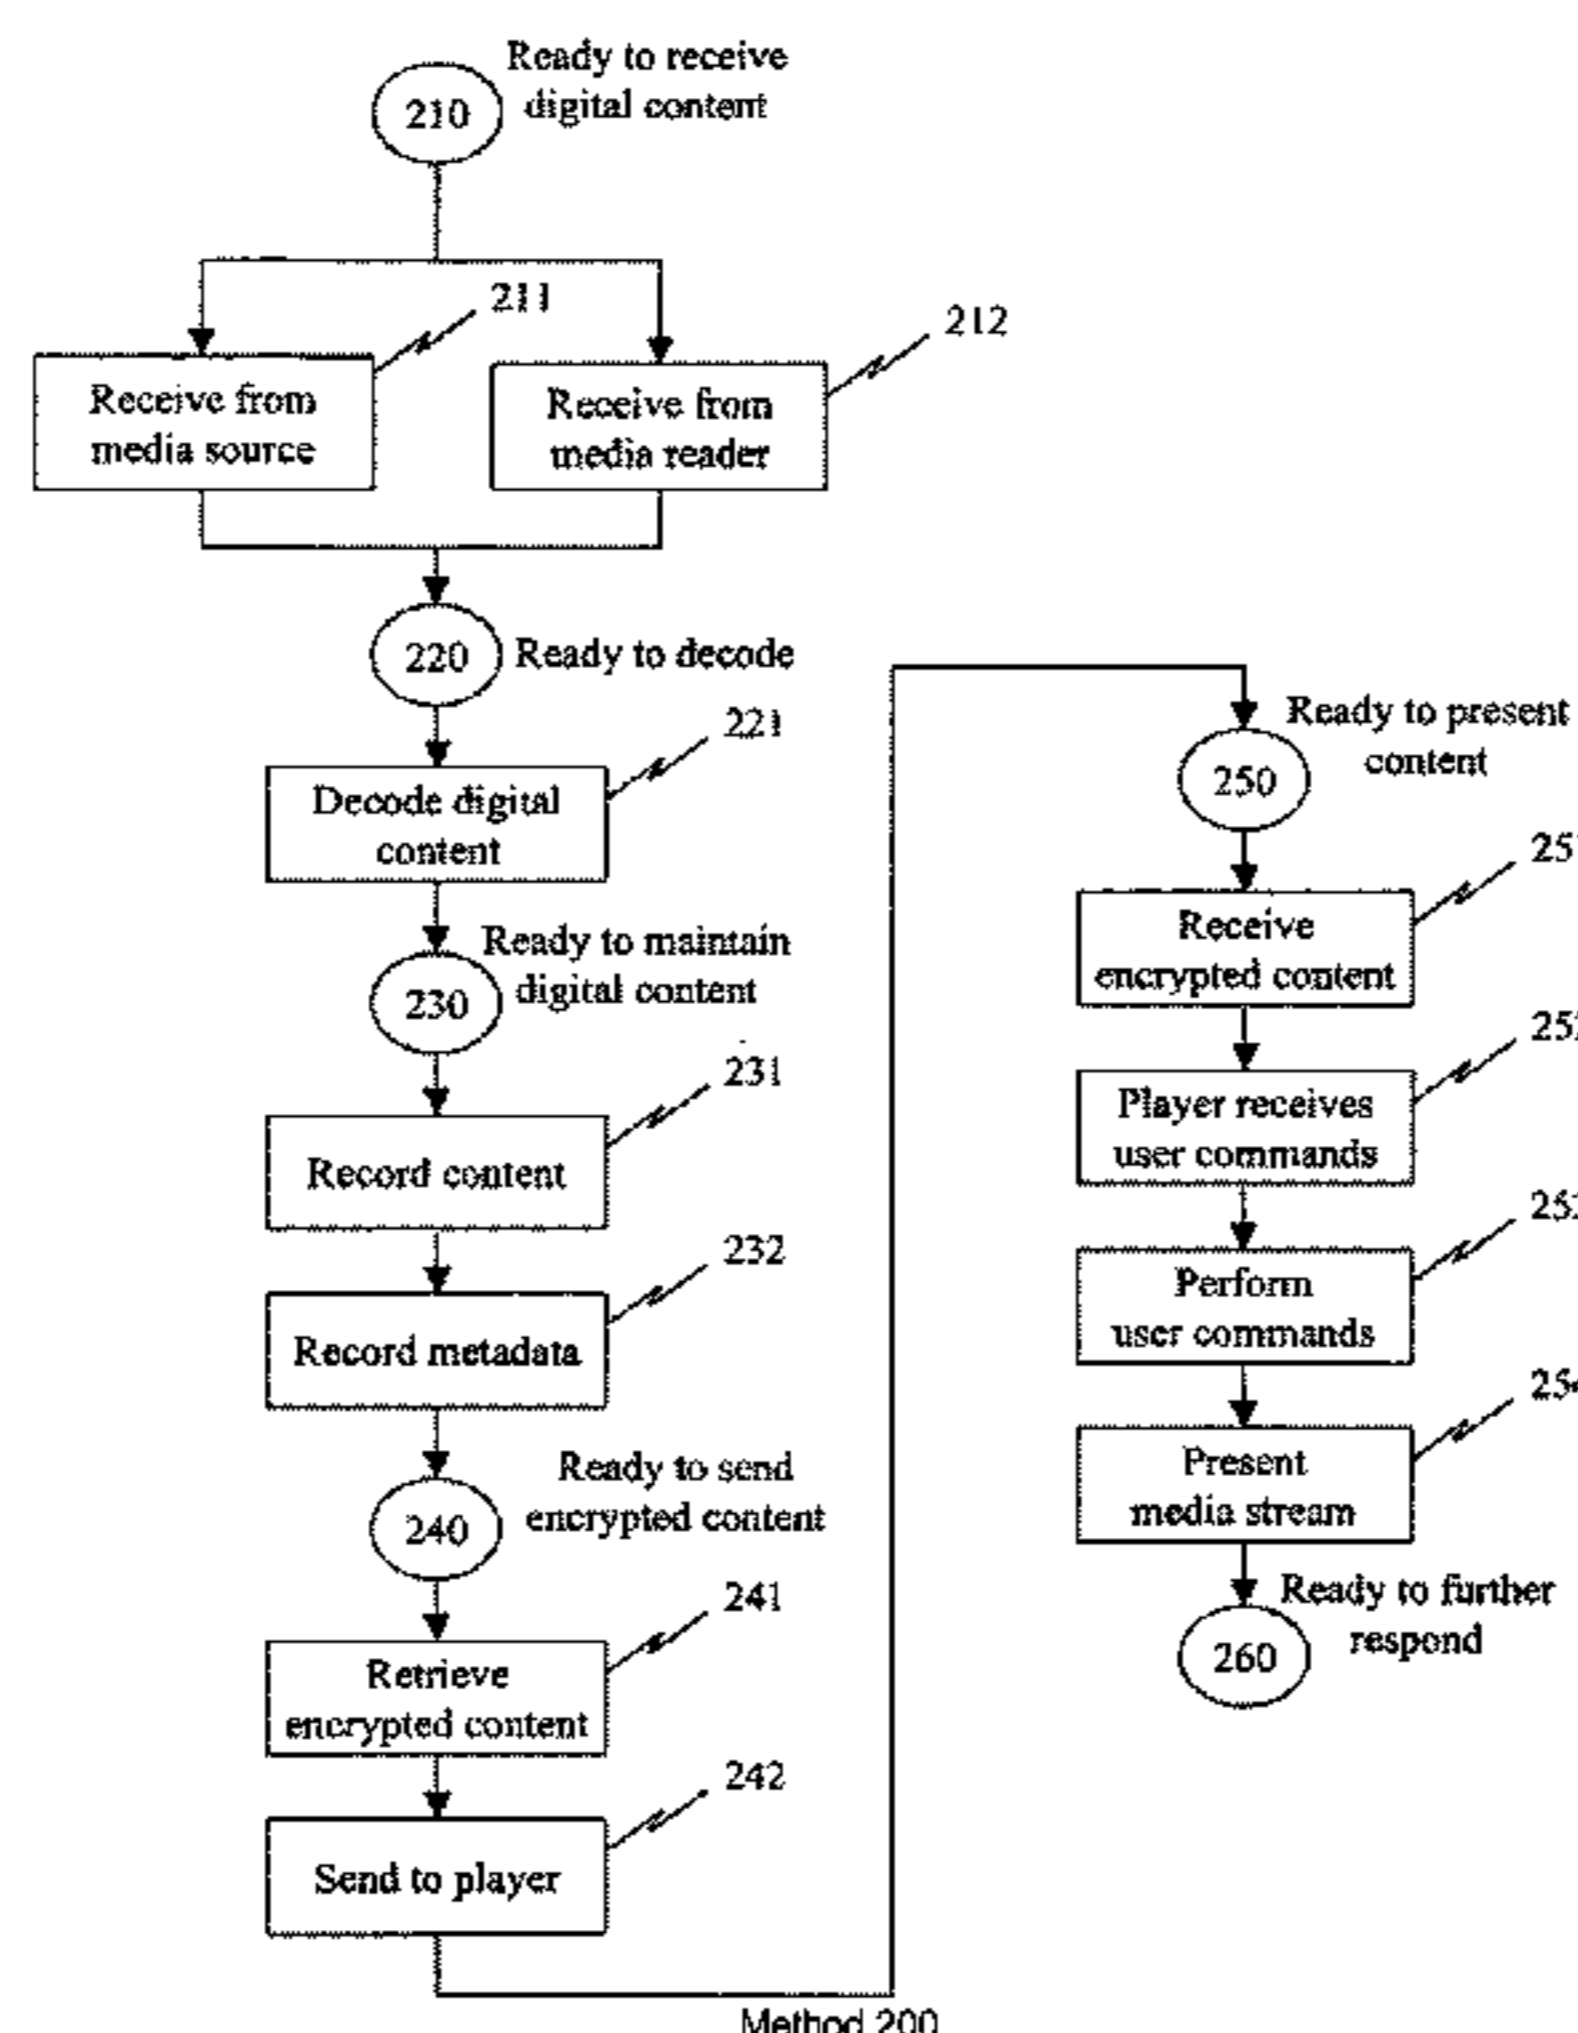 Ready to receive
digital content
210
211
212
Receive from
media source
Receive from
media reader
220
Ready to decode
221
Decode digital
content
Ready to maintain
digital content
230
231
Record content
232
Record metadata
Ready to send
encrypted content
240
241
Retrieve
encrypted content
242
Send to player
Ready to present
content
250
Receive
encrypted content
Player receives
user commands
Perform
user commands
254
Present
media stream
Ready to further
respond
260
Method 200